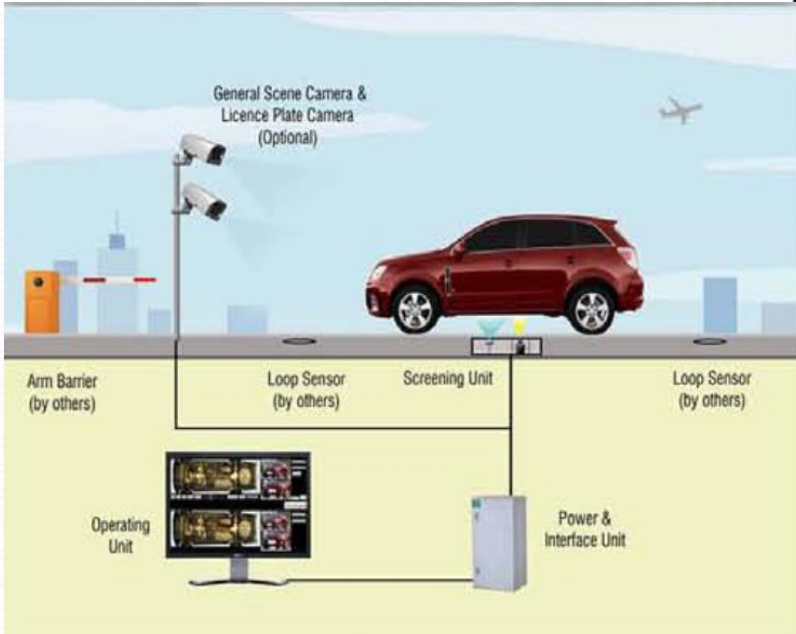 General Scene Camera &
Licence Plate Camera
(Optional)
Arm Barrier
(by others)
Loop Sensor
(by others)
Screening Unit
Loop Sensor
(by others)
Operating
Unit
Power &
Interface Unit